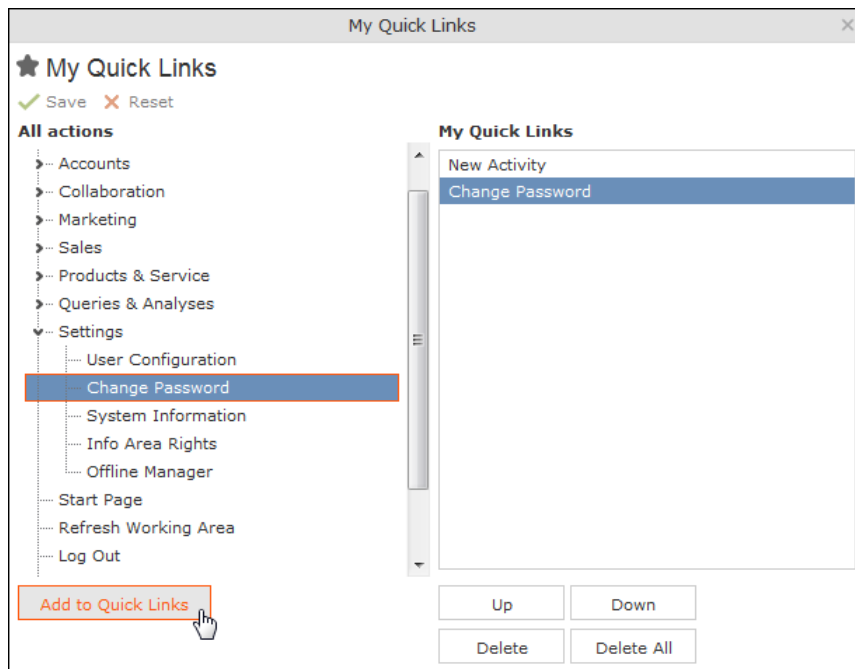 My Quick Links
My Quick Links
Save Reset
All actions
Accounts
Collaboration
Marketing
Sales
Products & Service
Queries & Analyses
Settings
User Configuration
Change Password
System Information
Info Area Rights
Offline Manager
Start Page
Refresh Working Area
Log Out
Add to Quick Links
My Quick Links
New Activity
Change Password
Up Down
Delete Delete All